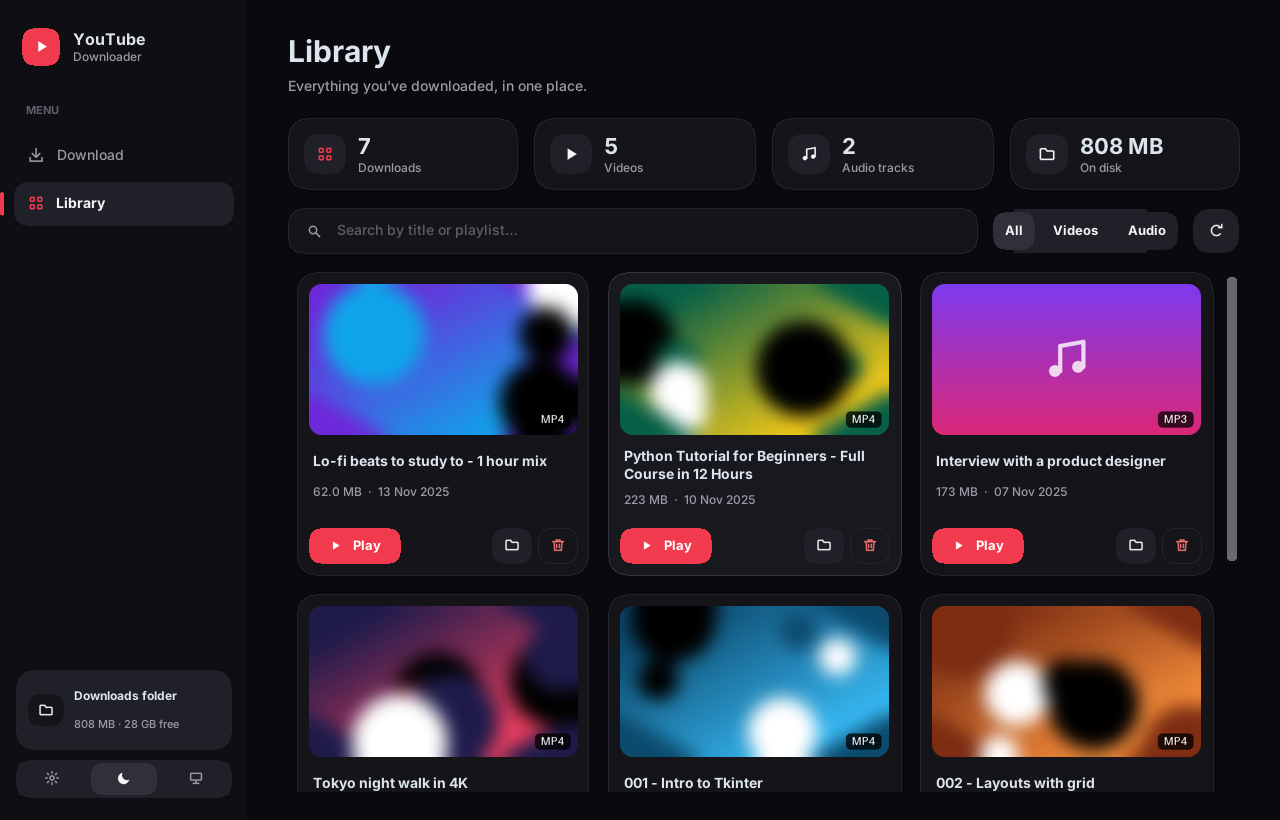 YouTube
Downloader
MENU
Download
Library
Downloads folder
808 MB · 28 GB free
Library
Everything you've downloaded, in one place.
7
Downloads
5
Videos
2
Audio tracks
808 MB
On disk
Search by title or playlist...
All
Videos
Audio
MP4
Lo-fi beats to study to - 1 hour mix
62.0 MB · 13 Nov 2025
Play
MP4
Python Tutorial for Beginners - Full
Course in 12 Hours
223 MB · 10 Nov 2025
Play
MP3
Interview with a product designer
173 MB · 07 Nov 2025
Play
MP4
Tokyo night walk in 4K
MP4
001 - Intro to Tkinter
MP4
002 - Layouts with grid